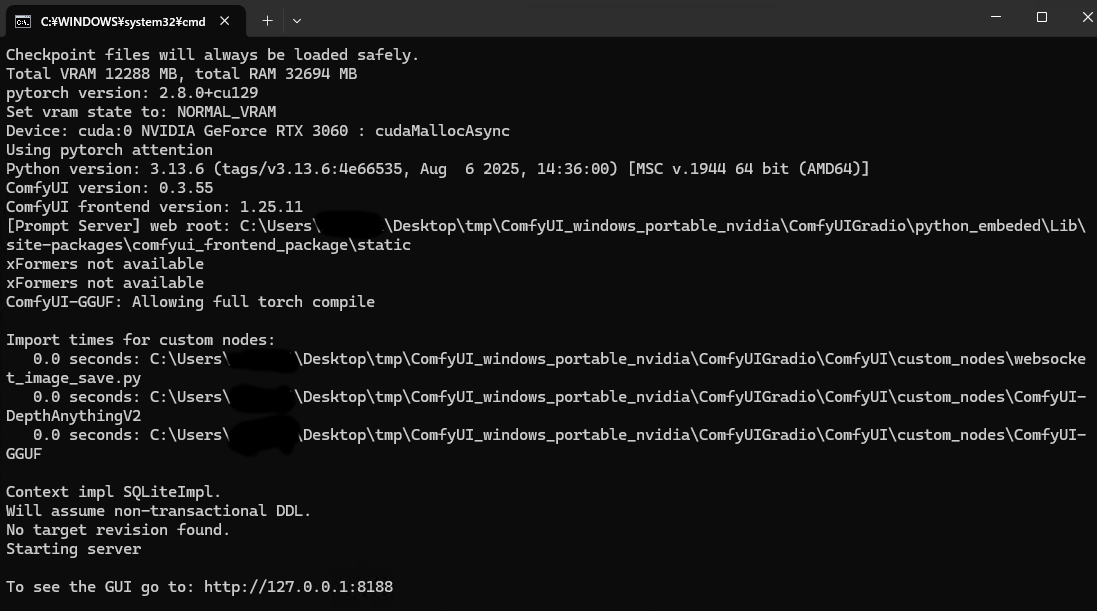 C:¥WINDOWS¥system32¥cmd
Checkpoint files will always be loaded safely.
Total VRAM 12288 MB, total RAM 32694 MB
pytorch version: 2.8.0+cu129
Set vram state to: NORMAL_VRAM
Device: cuda:0 NVIDIA GeForce RTX 3060 : cudaMallocAsync
Using pytorch attention
Python version: 3.13.6 (tags/v3.13.6:4e66535, Aug  6 2025, 14:36:00) [MSC v.1944 64 bit (AMD64)]
ComfyUI version: 0.3.55
ComfyUI frontend version: 1.25.11
[Prompt Server] web root: C:\Users\ \Desktop\tmp\ComfyUI_windows_portable_nvidia\ComfyUIGradio\python_embeded\Lib\
site-packages\comfyui_frontend_package\static
xFormers not available
xFormers not available
ComfyUI-GGUF: Allowing full torch compile
Import times for custom nodes:
   0.0 seconds: C:\Users\ \Desktop\tmp\ComfyUI_windows_portable_nvidia\ComfyUIGradio\ComfyUI\custom_nodes\websocke
t_image_save.py
   0.0 seconds: C:\Users\ \Desktop\tmp\ComfyUI_windows_portable_nvidia\ComfyUIGradio\ComfyUI\custom_nodes\ComfyUI-
DepthAnythingV2
   0.0 seconds: C:\Users\ \Desktop\tmp\ComfyUI_windows_portable_nvidia\ComfyUIGradio\ComfyUI\custom_nodes\ComfyUI-
GGUF
Context impl SQLiteImpl.
Will assume non-transactional DDL.
No target revision found.
Starting server
To see the GUI go to: http://127.0.0.1:8188